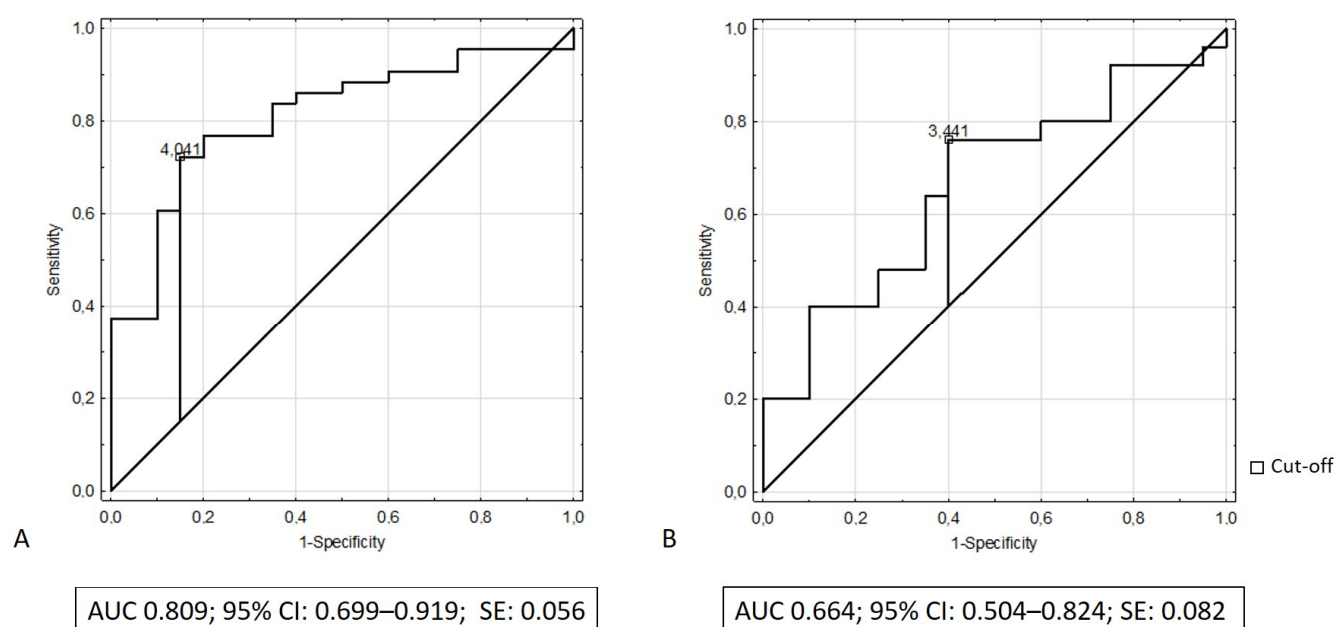 1,0
0,8
0,6
0,4
0,2
0,0
Sensitivity
4,041
0,0 0,2 0,4 0,6 0,8 1,0
1-Specificity
A
AUC 0.809; 95% CI: 0.699–0.919; SE: 0.056
1,0
0,8
0,6
0,4
0,2
0,0
Sensitivity
3,441
0,0 0,2 0,4 0,6 0,8 1,0
1-Specificity
B
Cut-off
AUC 0.664; 95% CI: 0.504–0.824; SE: 0.082